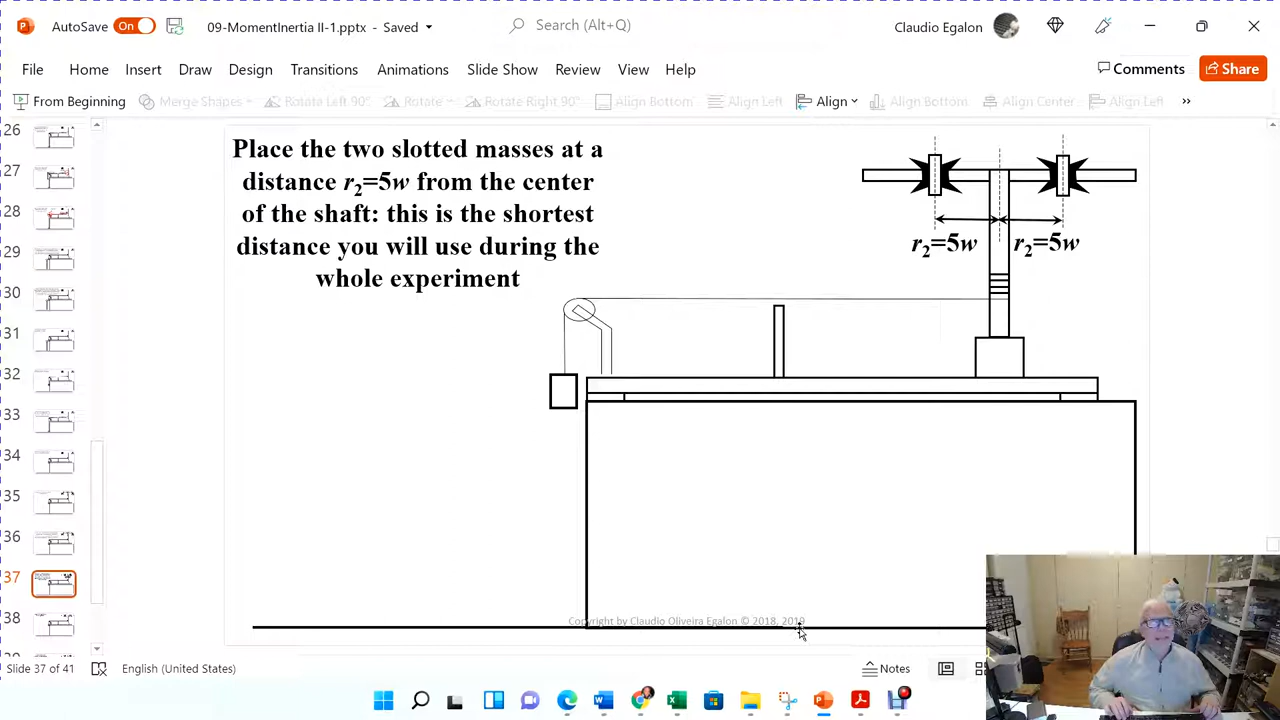 AutoSave On 09-MomentInertia II-1.pptx - Saved Search (Alt+Q) Claudio Egalon
File Home Insert Draw Design Transitions Animations Slide Show Review View Help Comments Share
From Beginning Merge Shapes Rotate Left 90° Rotate Rotate Right 90° Align Bottom Align Left Align Align Bottom Align Center Align Left
26
27
28
29
30
31
32
33
34
35
36
37
38
Place the two slotted masses at a
distance r2=5w from the center
of the shaft: this is the shortest
distance you will use during the
whole experiment
r2=5w r2=5w
Copyright by Claudio Oliveira Egalon © 2018, 2019
Slide 37 of 41 English (United States) Notes